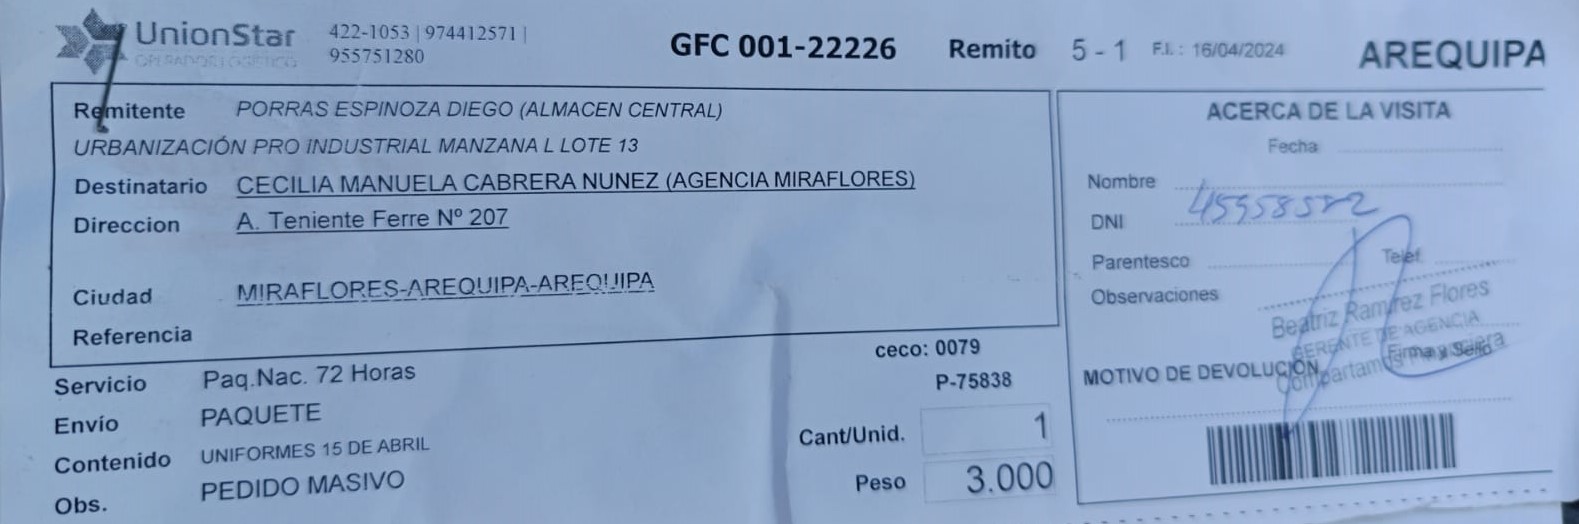 UnionStar
OPERADOR LOGISTICO
422-1053 | 974412571 |
955751280
GFC 001-22226
Remito 5 - 1 F.I. : 16/04/2024
AREQUIPA
Remitente PORRAS ESPINOZA DIEGO (ALMACEN CENTRAL)
URBANIZACIÓN PRO INDUSTRIAL MANZANA L LOTE 13
Destinatario CECILIA MANUELA CABRERA NUNEZ (AGENCIA MIRAFLORES)
Direccion A. Teniente Ferre Nº 207
Ciudad MIRAFLORES-AREQUIPA-AREQUIPA
Referencia
Servicio Paq.Nac. 72 Horas
Envío PAQUETE
Contenido UNIFORMES 15 DE ABRIL
Obs. PEDIDO MASIVO
ceco: 0079
P-75838
Cant/Unid. 1
Peso 3.000
ACERCA DE LA VISITA
Fecha
Nombre
DNI
Parentesco Telef
Observaciones
Beatriz Ramirez Flores
GERENTE DE AGENCIA
Firma y Sello
MOTIVO DE DEVOLUCIÓN